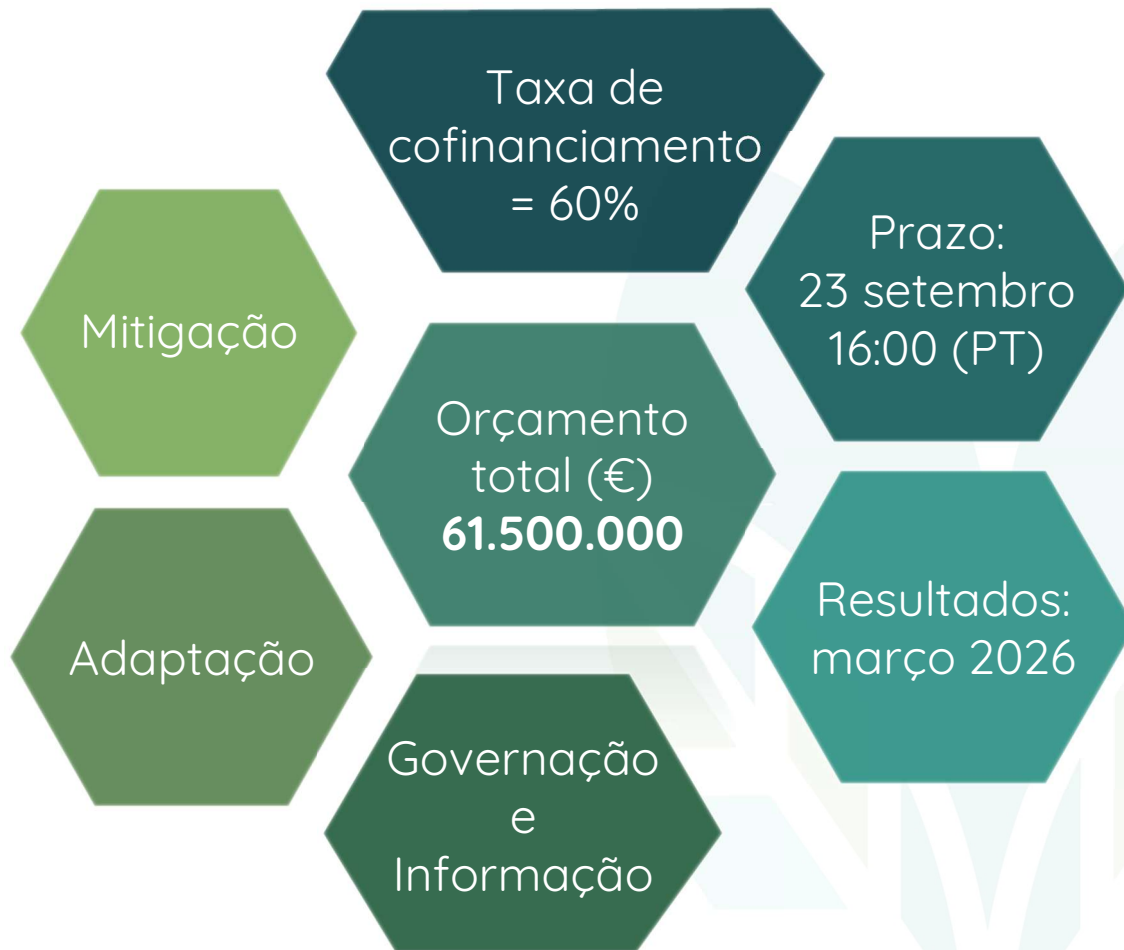 Taxa de
cofinanciamento
= 60%
Prazo:
23 setembro
16:00 (PT)
Mitigação
Orçamento
total (€)
61.500.000
Resultados:
março 2026
Adaptação
Governação
e
Informação